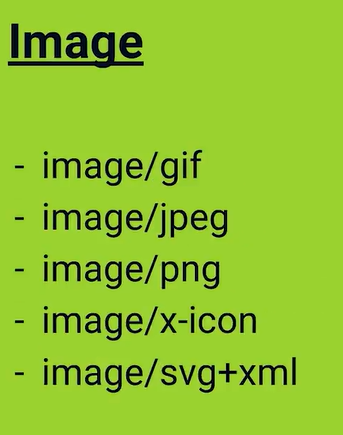 Image
- image/gif
- image/jpeg
- image/png
- image/x-icon
- image/svg+xml